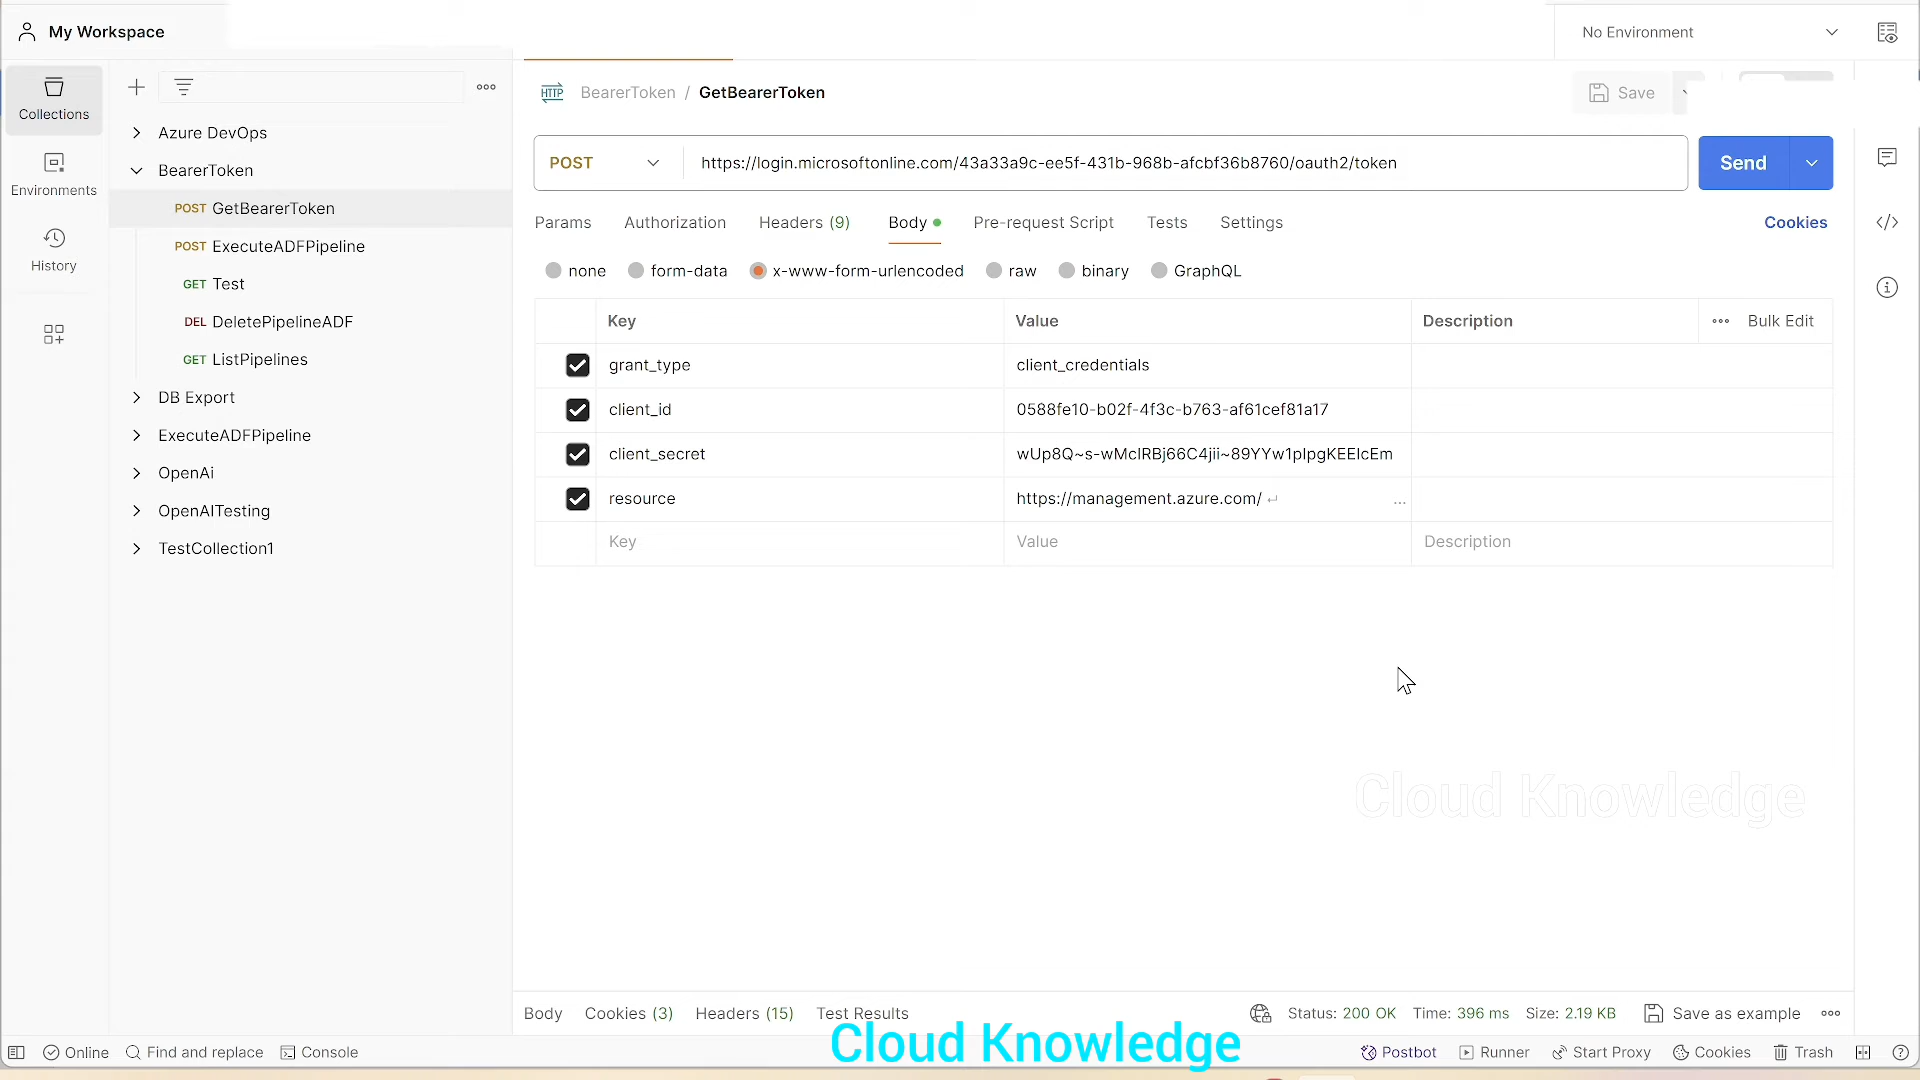 My Workspace
No Environment
Collections
Environments
History
Azure DevOps
BearerToken
POST GetBearerToken
POST ExecuteADFPipeline
GET Test
DEL DeletePipelineADF
GET ListPipelines
DB Export
ExecuteADFPipeline
OpenAi
OpenAITesting
TestCollection1
HTTP BearerToken / GetBearerToken
Save
POST https://login.microsoftonline.com/43a33a9c-ee5f-431b-968b-afcbf36b8760/oauth2/token
Send
Params Authorization Headers (9) Body Pre-request Script Tests Settings Cookies
none form-data x-www-form-urlencoded raw binary GraphQL
Key Value Description Bulk Edit
grant_type client_credentials
client_id 0588fe10-b02f-4f3c-b763-af61cef81a17
client_secret
resource https://management.azure.com/ ...
Key Value Description
Cloud Knowledge
Body Cookies (3) Headers (15) Test Results Status: 200 OK Time: 396 ms Size: 2.19 KB Save as example
Cloud Knowledge
Online Find and replace Console Postbot Runner Start Proxy Cookies Trash